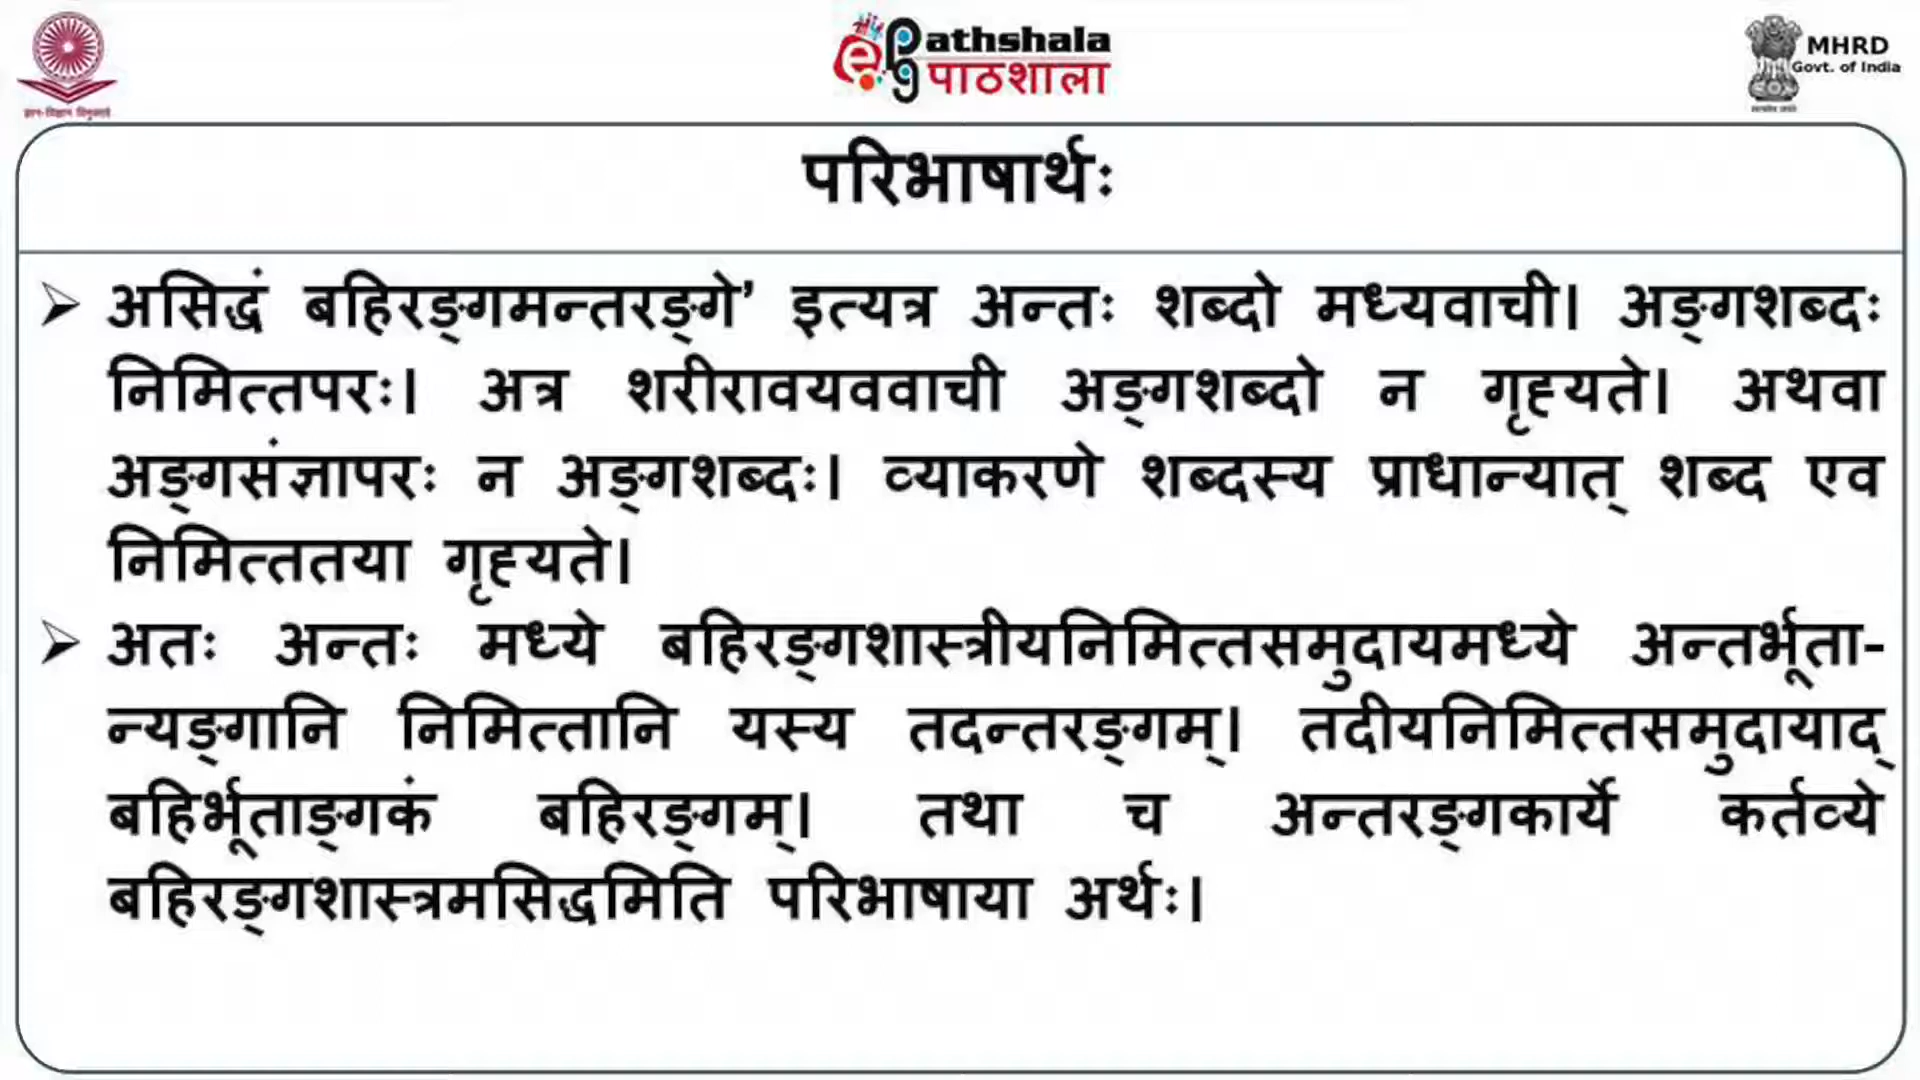 ePGpathshala
पाठशाला
MHRD
Govt. of India
परिभाषार्थः
असिद्धं बहिरङ्गमन्तरङ्गे’ इत्यत्र अन्तः शब्दो मध्यवाची। अङ्गशब्दः
निमित्तपरः। अत्र शरीरावयववाची अङ्गशब्दो न गृह्यते। अथवा
अङ्गसंज्ञापरः न अङ्गशब्दः। व्याकरणे शब्दस्य प्राधान्यात् शब्द एव
निमित्ततया गृह्यते।
अतः अन्तः मध्ये बहिरङ्गशास्त्रीयनिमित्तसमुदायमध्ये अन्तर्भूता-
न्यङ्गानि निमित्तानि यस्य तदन्तरङ्गम्। तदीयनिमित्तसमुदायाद्
बहिर्भूताङ्गकं बहिरङ्गम्। तथा च अन्तरङ्गकार्ये कर्तव्ये
बहिरङ्गशास्त्रमसिद्धमिति परिभाषाया अर्थः।